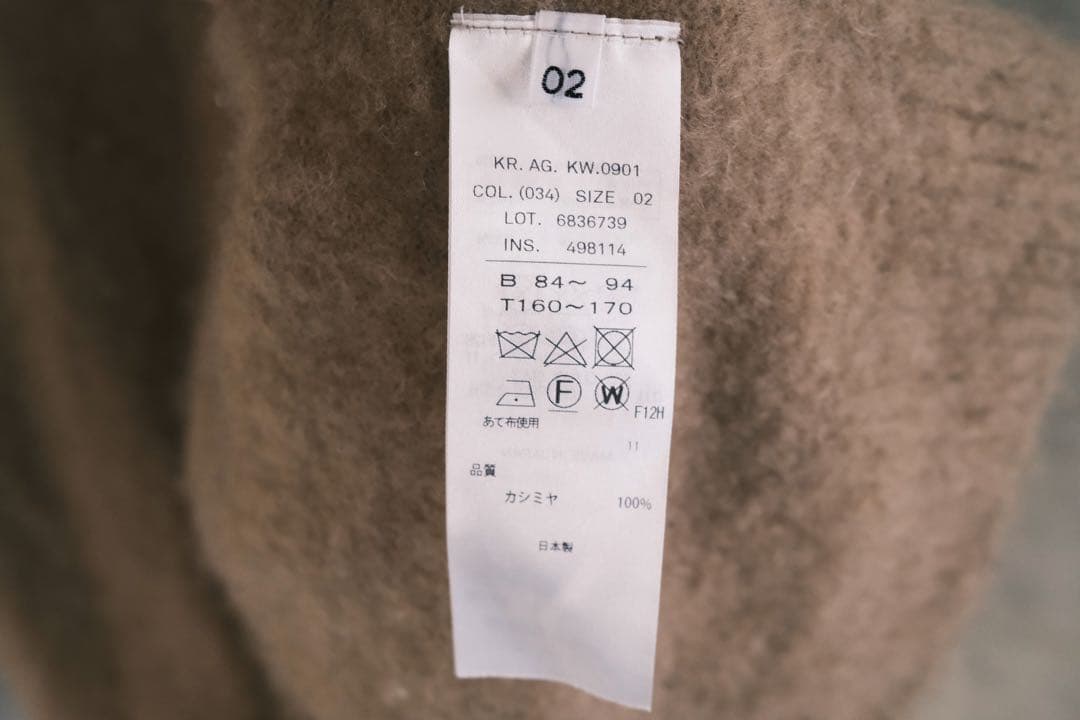 02
KR. AG. KW.0901
COL. (034) SIZE 02
LOT. 6836739
INS. 498114
B 84〜 94
T160〜170
F W F12H
あて布使用
11
品質
カシミヤ 100%
日本製